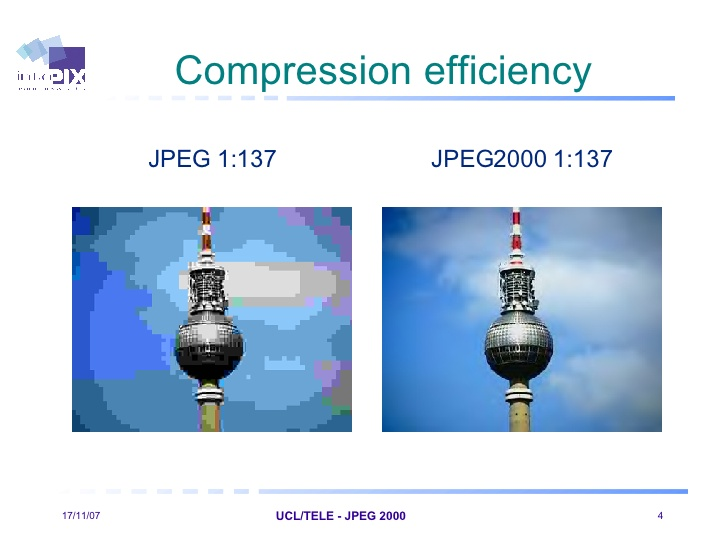 Compression efficiency
JPEG 1:137
JPEG2000 1:137
17/11/07
UCL/TELE - JPEG 2000
4